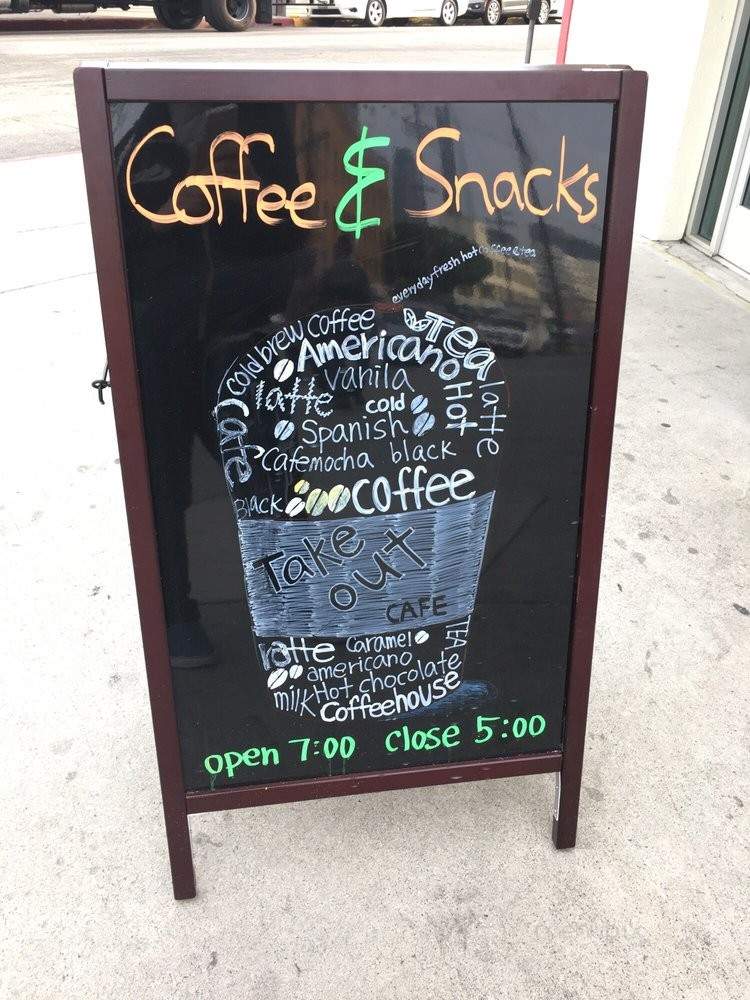 Coffee & Snacks
everyday fresh hot coffee & tea
cold brew coffee
Tea
Americano
vanila
latte
latte
cold
Hot
Cafe
Spanish
Cafemocha black
Black coffee
Take
out
CAFE
latte caramel
TEA
americano
Hot chocolate
milk
Coffeehouse
open 7:00 close 5:00